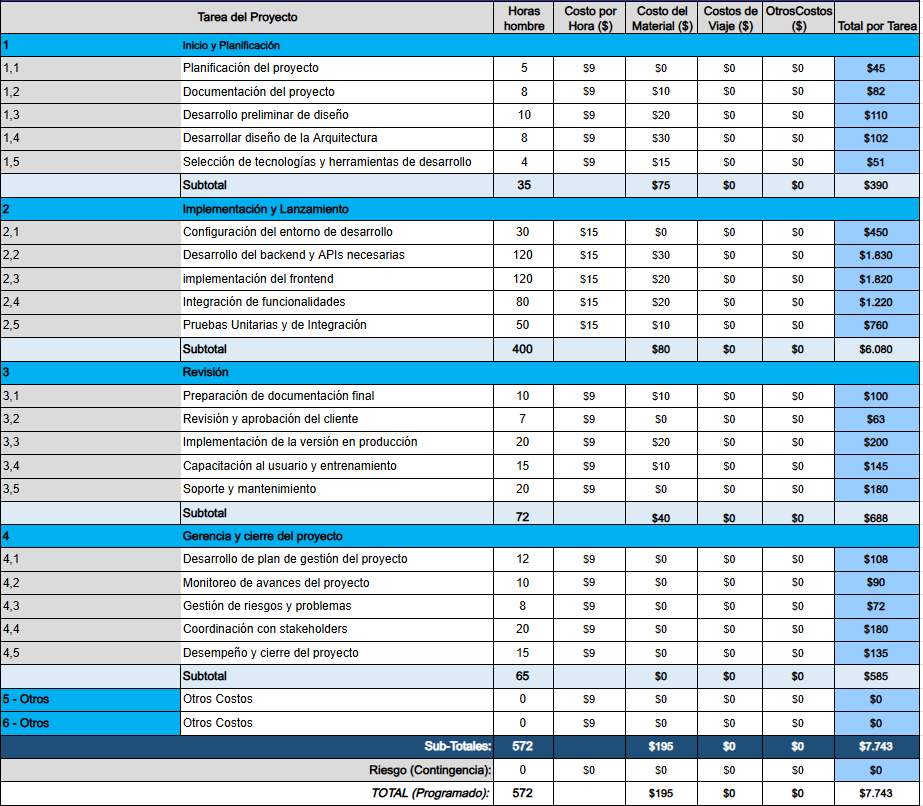 Tarea del Proyecto Horas hombre Costo por Hora ($) Costo del Material ($) Costos de Viaje ($) OtrosCostos ($) Total por Tarea
1 Inicio y Planificación
1,1 Planificación del proyecto 5 $9 $0 $0 $0 $45
1,2 Documentación del proyecto 8 $9 $10 $0 $0 $82
1,3 Desarrollo preliminar de diseño 10 $9 $20 $0 $0 $110
1,4 Desarrollar diseño de la Arquitectura 8 $9 $30 $0 $0 $102
1,5 Selección de tecnologías y herramientas de desarrollo 4 $9 $15 $0 $0 $51
Subtotal 35 $75 $0 $0 $390
2 Implementación y Lanzamiento
2,1 Configuración del entorno de desarrollo 30 $15 $0 $0 $0 $450
2,2 Desarrollo del backend y APIs necesarias 120 $15 $30 $0 $0 $1.830
2,3 implementación del frontend 120 $15 $20 $0 $0 $1.820
2,4 Integración de funcionalidades 80 $15 $20 $0 $0 $1.220
2,5 Pruebas Unitarias y de Integración 50 $15 $10 $0 $0 $760
Subtotal 400 $80 $0 $0 $6.080
3 Revisión
3,1 Preparación de documentación final 10 $9 $10 $0 $0 $100
3,2 Revisión y aprobación del cliente 7 $9 $0 $0 $0 $63
3,3 Implementación de la versión en producción 20 $9 $20 $0 $0 $200
3,4 Capacitación al usuario y entrenamiento 15 $9 $10 $0 $0 $145
3,5 Soporte y mantenimiento 20 $9 $0 $0 $0 $180
Subtotal 72 $40 $0 $0 $688
4 Gerencia y cierre del proyecto
4,1 Desarrollo de plan de gestión del proyecto 12 $9 $0 $0 $0 $108
4,2 Monitoreo de avances del proyecto 10 $9 $0 $0 $0 $90
4,3 Gestión de riesgos y problemas 8 $9 $0 $0 $0 $72
4,4 Coordinación con stakeholders 20 $9 $0 $0 $0 $180
4,5 Desempeño y cierre del proyecto 15 $9 $0 $0 $0 $135
Subtotal 65 $0 $0 $0 $585
5 - Otros Otros Costos 0 $9 $0 $0 $0 $0
6 - Otros Otros Costos 0 $9 $0 $0 $0 $0
Sub-Totales: 572 $195 $0 $0 $7.743
Riesgo (Contingencia): 0 $0 $0 $0 $0 $0
TOTAL (Programado): 572 $195 $0 $0 $7.743